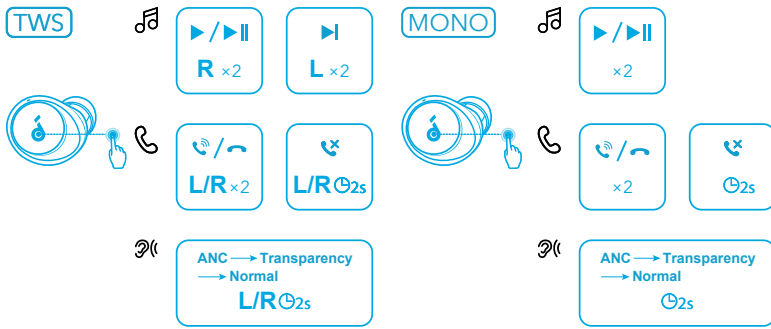 TWS
R ×2
L ×2
L/R ×2
L/R 2s
ANC → Transparency
→ Normal
L/R 2s
MONO
×2
×2
2s
ANC → Transparency
→ Normal
2s